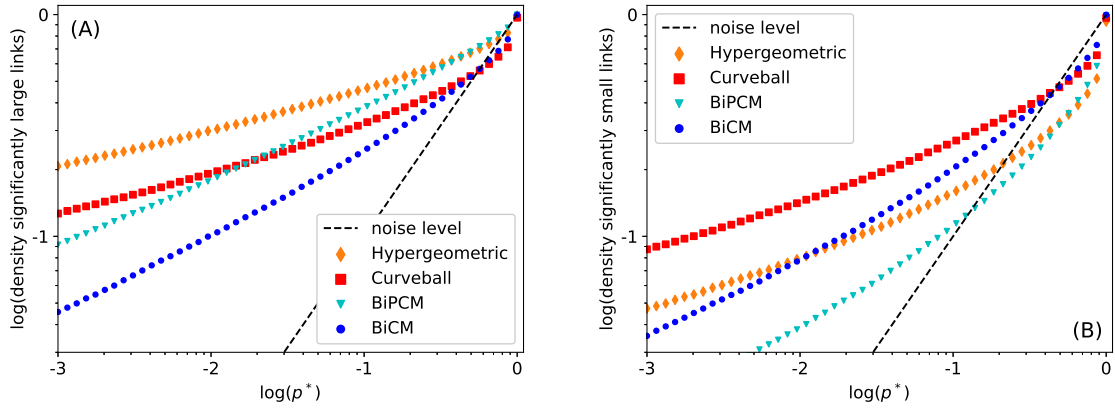 (A)
log(density significantly large links)
0
-1
noise level
Hypergeometric
Curveball
BiPCM
BiCM
-3
-2
-1
0
log(p*)
(B)
log(density significantly small links)
0
-1
noise level
Hypergeometric
Curveball
BiPCM
BiCM
-3
-2
-1
0
log(p*)